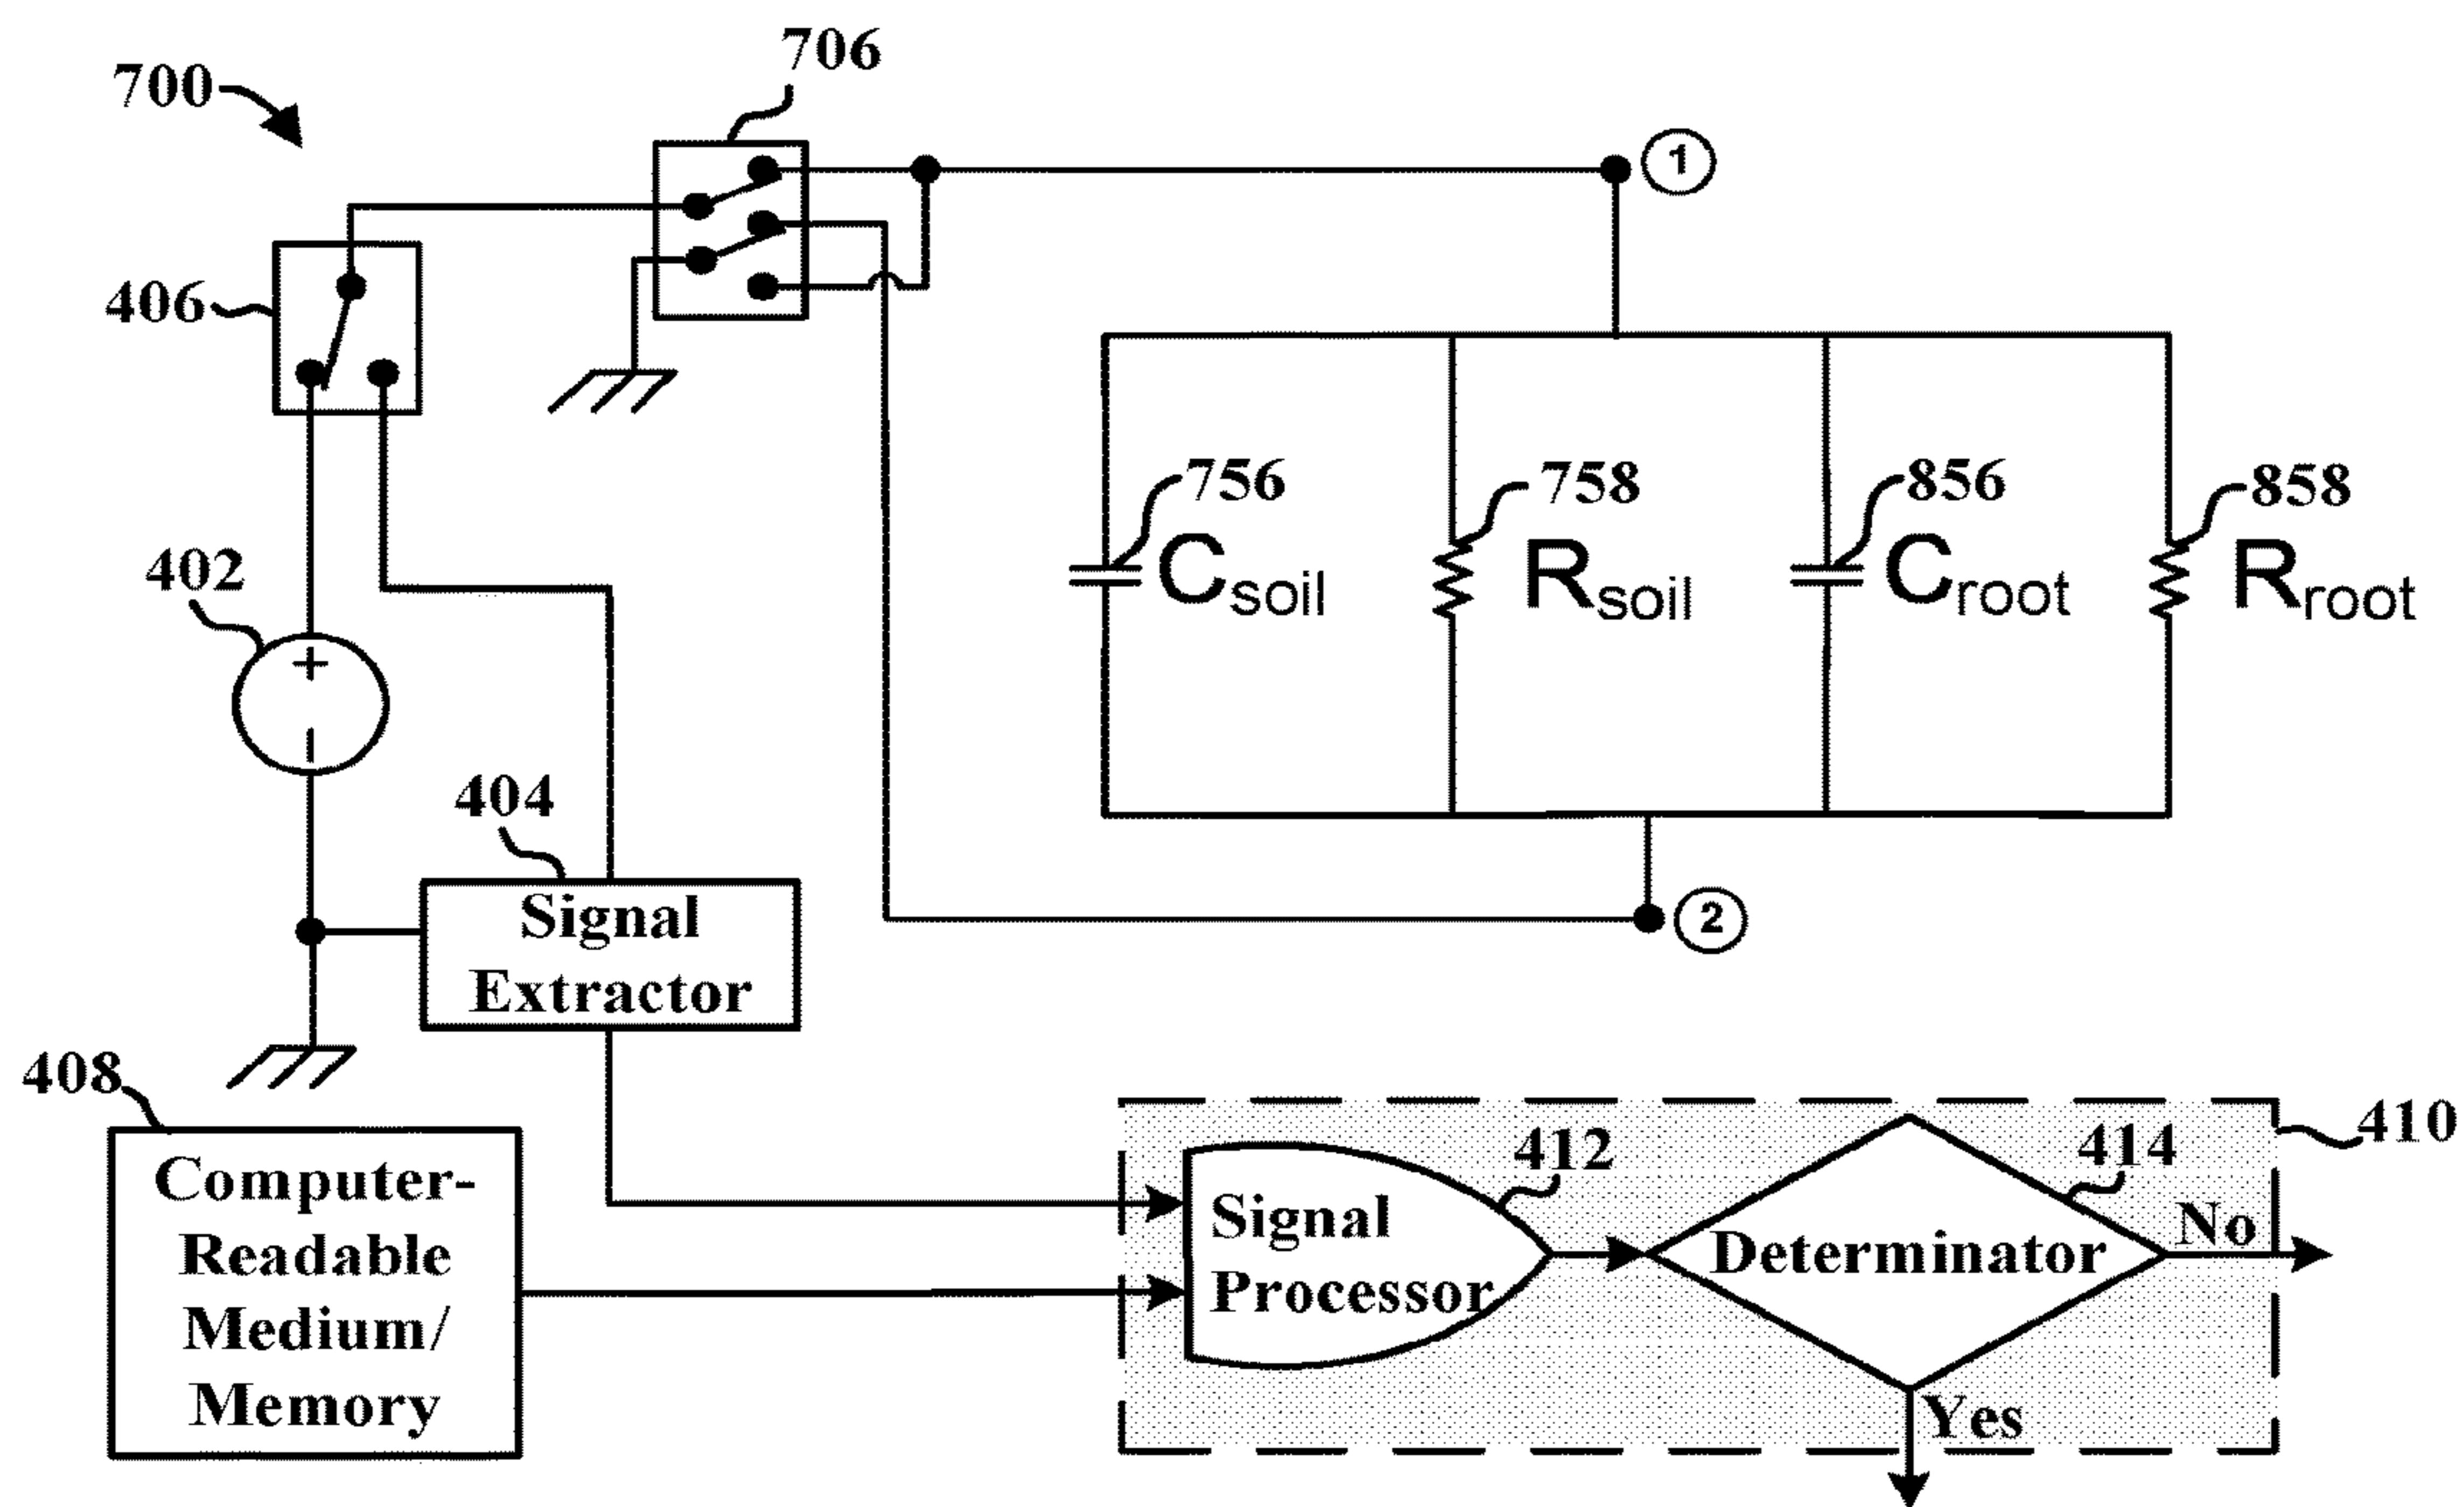 706
700
1
406
756
758
856
858
Csoil
Rsoil
Croot
Rroot
402
+
-
404
Signal
Extractor
2
408
Computer-
Readable
Medium/
Memory
410
412
414
Signal
Processor
Determinator
No
Yes